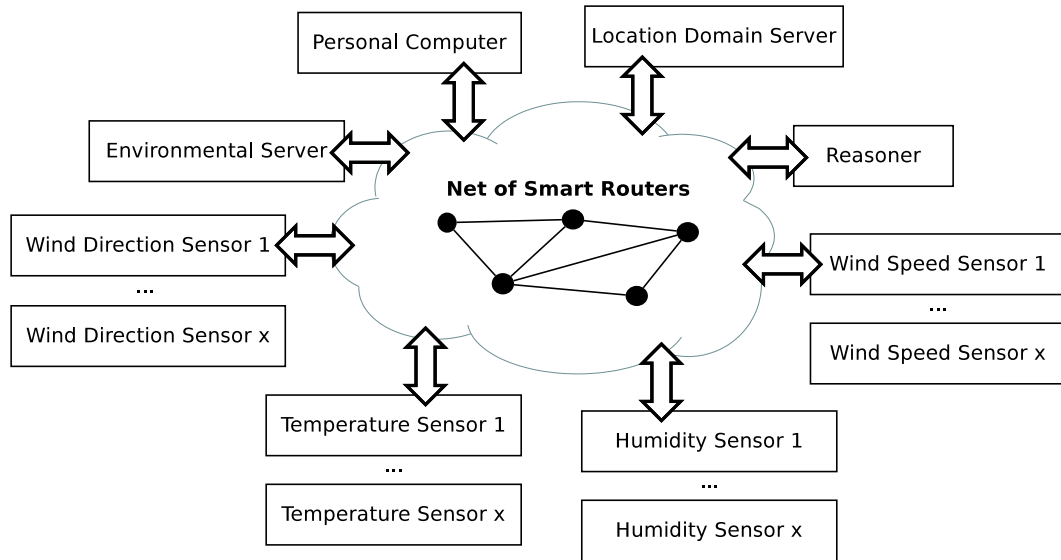 Personal Computer
Location Domain Server
Environmental Server
Reasoner
Net of Smart Routers
Wind Direction Sensor 1
...
Wind Direction Sensor x
Wind Speed Sensor 1
...
Wind Speed Sensor x
Temperature Sensor 1
...
Temperature Sensor x
Humidity Sensor 1
...
Humidity Sensor x